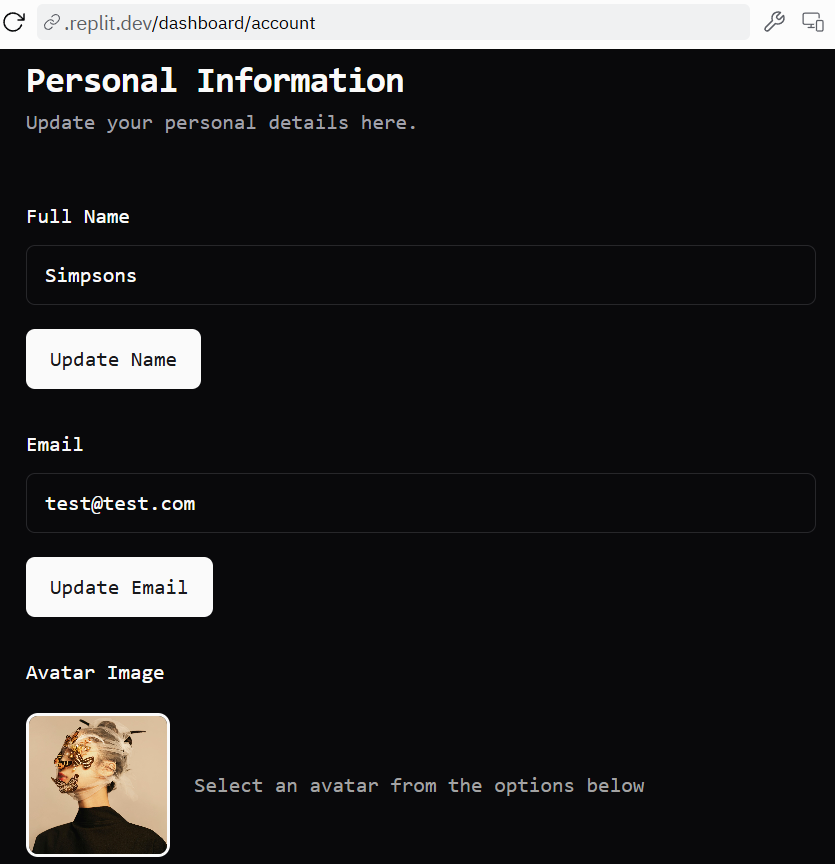 .replit.dev/dashboard/account
Personal Information
Update your personal details here.
Full Name
Simpsons
Update Name
Email
test@test.com
Update Email
Avatar Image
Select an avatar from the options below